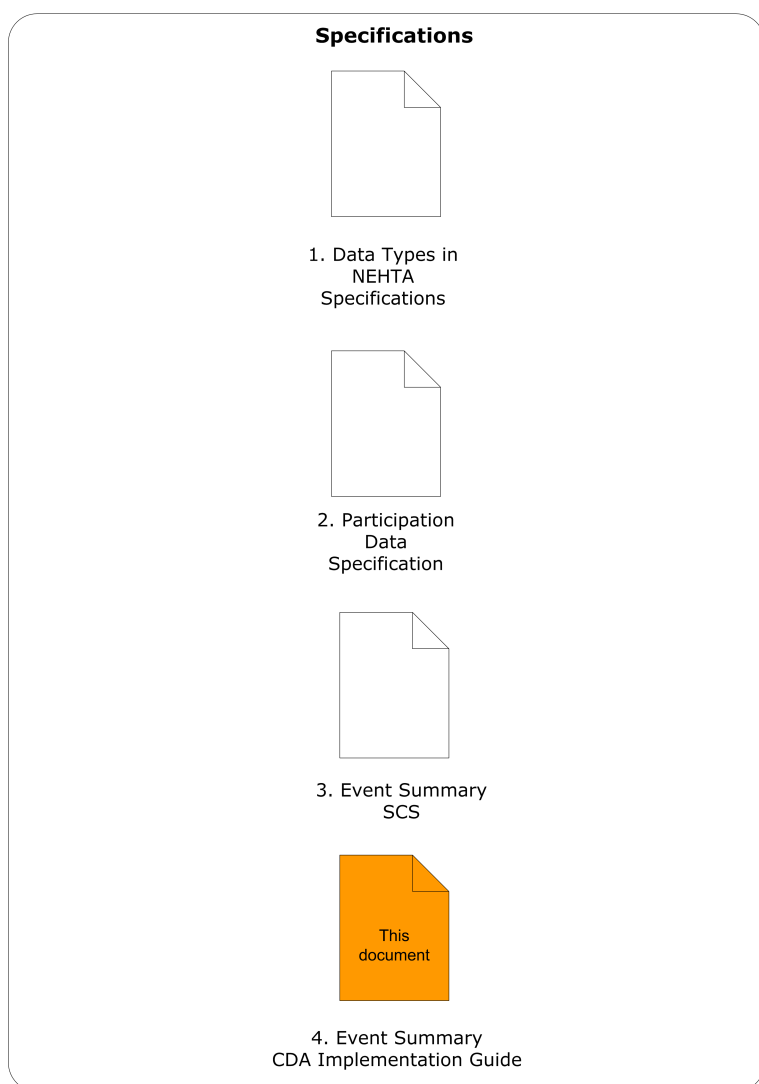 Specifications
1. Data Types in
NEHTA
Specifications
2. Participation
Data
Specification
3. Event Summary
SCS
This
document
4. Event Summary
CDA Implementation Guide